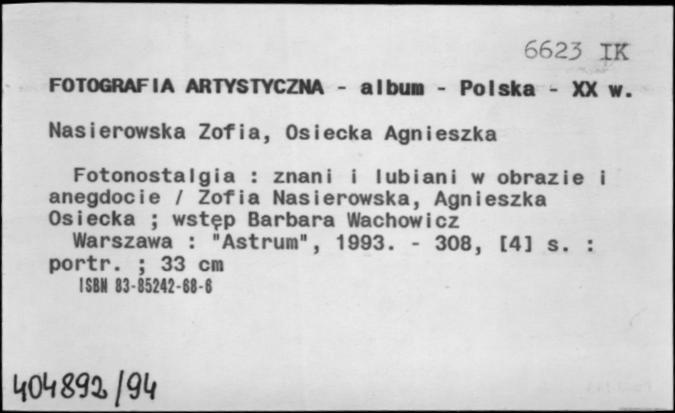 6623 IK
FOTOGRAFIA ARTYSTYCZNA - album - Polska - XX w.
Nasierowska Zofia, Osiecka Agnieszka
Fotonostalgia : znani i lubiani w obrazie i
anegdocie / Zofia Nasierowska, Agnieszka
Osiecka ; wstęp Barbara Wachowicz
Warszawa : "Astrum", 1993. - 308, [4] s. :
portr. ; 33 cm
ISBN 83-85242-68-6
404892/94